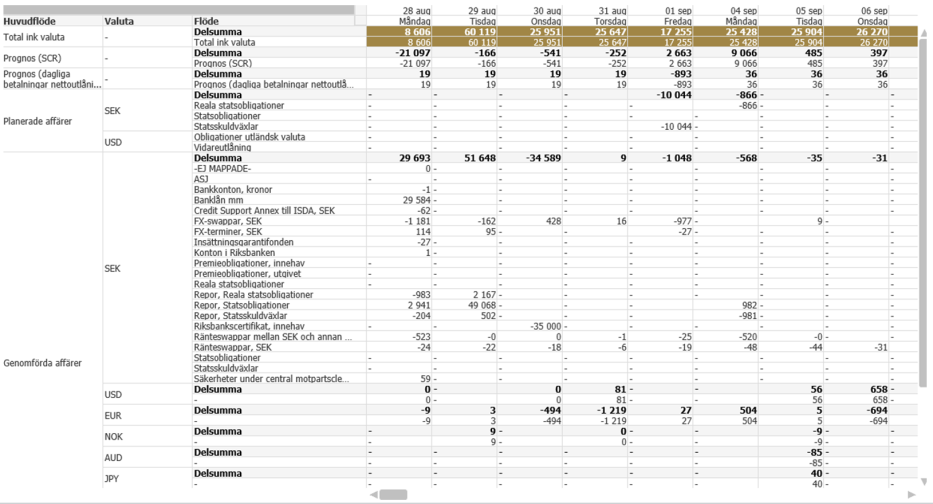 28 aug 29 aug 30 aug 31 aug 01 sep 04 sep 05 sep 06 sep
Huvudflöde Valuta Flöde Måndag Tisdag Onsdag Torsdag Fredag Måndag Tisdag Onsdag
Total ink valuta - Delsumma 8 606 60 119 25 951 25 647 17 255 25 428 25 904 26 270
Total ink valuta 8 606 60 119 25 951 25 647 17 255 25 428 25 904 26 270
Prognos (SCR) - Delsumma -21 097 -166 -541 -252 2 663 9 066 485 397
Prognos (SCR) -21 097 -166 -541 -252 2 663 9 066 485 397
Prognos (dagliga betalningar nettoutlåni... - Delsumma 19 19 19 19 -893 36 36 36
Prognos (dagliga betalningar nettoutlå... 19 19 19 19 -893 36 36 36
Planerade affärer SEK Delsumma - - - - -10 044 -866 - -
Reala statsobligationer - - - - - -866 - -
Statsobligationer - - - - - - - -
Statsskuldväxlar - - - - -10 044 - - -
USD Obligationer utländsk valuta - - - - - - - -
Vidareutlåning - - - - - - - -
Genomförda affärer SEK Delsumma 29 693 51 648 -34 589 9 -1 048 -568 -35 -31
-EJ MAPPADE- 0 - - - - - - -
ASJ - - - - - - - -
Bankkonton, kronor -1 - - - - - - -
Banklån mm 29 584 - - - - - - -
Credit Support Annex till ISDA, SEK -62 - - - - - - -
FX-swappar, SEK -1 181 -162 428 16 -977 - 9 -
FX-terminer, SEK 114 95 - - -27 - - -
Insättningsgarantifonden -27 - - - - - - -
Konton i Riksbanken 1 - - - - - - -
Premieobligationer, innehav - - - - - - - -
Premieobligationer, utgivet - - - - - - - -
Reala statsobligationer - - - - - - - -
Repor, Reala statsobligationer -983 2 167 - - - - - -
Repor, Statsobligationer 2 941 49 068 - - - 982 - -
Repor, Statsskuldväxlar -204 502 - - - -981 - -
Riksbankscertifikat, innehav - - -35 000 - - - - -
Ränteswappar mellan SEK och annan ... -523 -0 0 -1 -25 -520 -0 -
Ränteswappar, SEK -24 -22 -18 -6 -19 -48 -44 -31
Statsobligationer - - - - - - - -
Statsskuldväxlar - - - - - - - -
Säkerheter under central motpartscle... 59 - - - - - - -
USD Delsumma 0 - 0 81 - - 56 658 -
- 0 - 0 81 - - 56 658 -
EUR Delsumma -9 3 -494 -1 219 27 504 5 -694
- -9 3 -494 -1 219 27 504 5 -694
NOK Delsumma - 9 - 0 - - -9 -
- - 9 - 0 - - -9 -
AUD Delsumma - - - - - - -85 -
- - - - - - - -85 -
JPY Delsumma - - - - - - 40 -
- - - - - - - 40 -